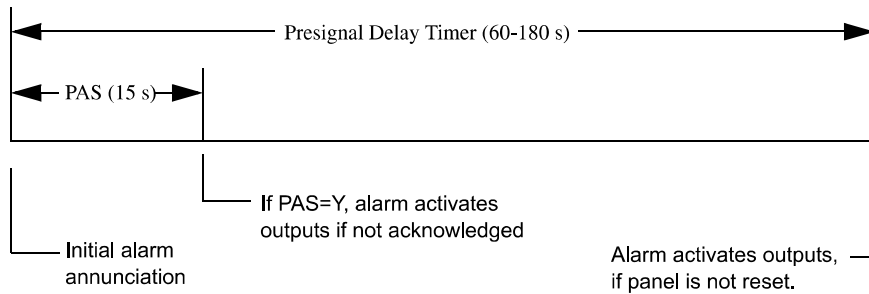 Presignal Delay Timer (60-180 s)
PAS (15 s)
If PAS=Y, alarm activates
outputs if not acknowledged
Initial alarm
annunciation
Alarm activates outputs,
if panel is not reset.